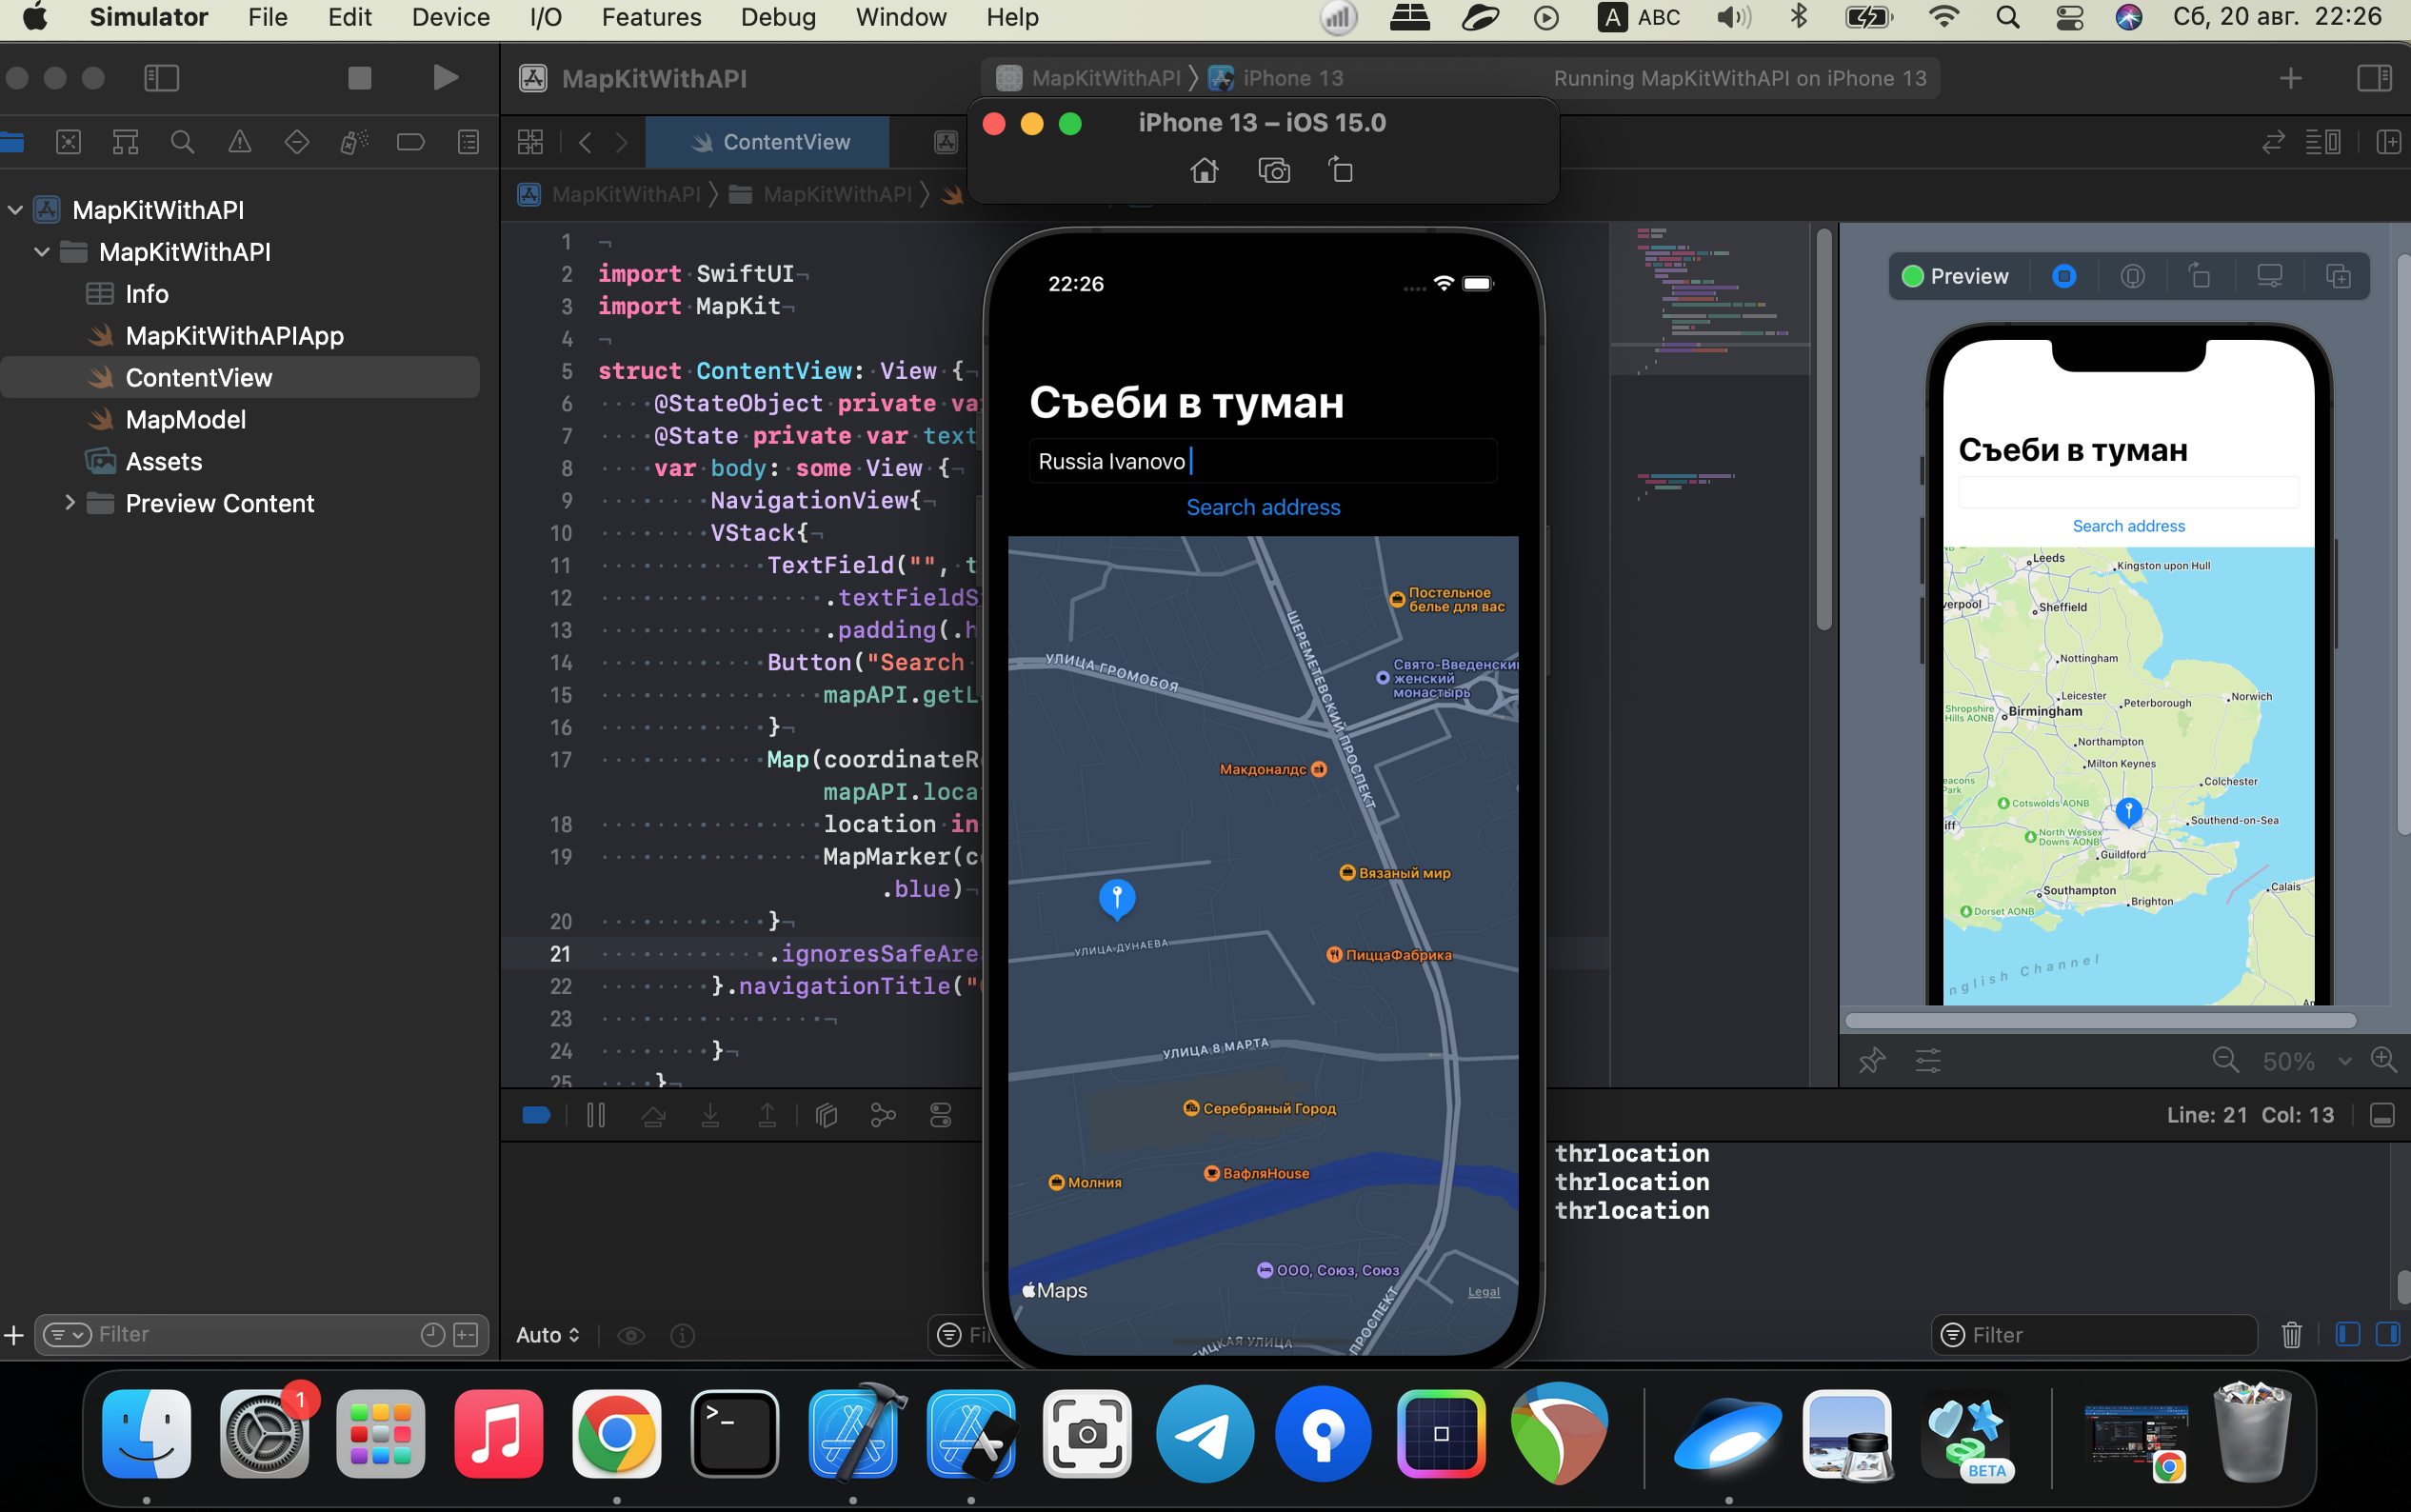 Simulator File Edit Device I/O Features Debug Window Help A ABC Сб, 20 авг. 22:26
MapKitWithAPI MapKitWithAPI iPhone 13 Running MapKitWithAPI on iPhone 13
iPhone 13 – iOS 15.0
ContentView
MapKitWithAPI MapKitWithAPI
MapKitWithAPI
MapKitWithAPI
Info
MapKitWithAPIApp
ContentView
MapModel
Assets
Preview Content
1
2 import SwiftUI
3 import MapKit
4
5 struct ContentView: View {
6 @StateObject private va
7 @State private var text
8 var body: some View {
9 NavigationView{
10 VStack{
11 TextField("", t
12 .textFieldS
13 .padding(.h
14 Button("Search
15 mapAPI.getL
16 }
17 Map(coordinateR
mapAPI.loca
18 location in
19 MapMarker(c
.blue)
20 }
21 .ignoresSafeArea
22 }.navigationTitle("
23
24 }
25 }
22:26
Съеби в туман
Russia Ivanovo
Search address
Постельное
белье для вас
ШЕРЕМЕТЕВСКИЙ ПРОСПЕКТ
УЛИЦА ГРОМОБОЯ
Свято-Введенский
женский
монастырь
Макдоналдс
Вязаный мир
УЛИЦА ДУНАЕВА
ПиццаФабрика
УЛИЦА 8 МАРТА
Серебряный Город
ВафляHouse
Молния
ООО, Союз, Союз
Maps
Legal
ПРОСПЕКТ
ИЦКАЯ УЛИЦА
Preview
Съеби в туман
Search address
Leeds
Kingston upon Hull
verpool
Sheffield
Nottingham
Leicester
Norwich
Peterborough
Shropshire
Hills AONB
Birmingham
Northampton
Milton Keynes
Colchester
eacons
Park
Cotswolds AONB
iff
Southend-on-Sea
North Wessex
Downs AONB
Guildford
Southampton
Calais
Brighton
Dorset AONB
nglish Channel
50%
Line: 21 Col: 13
thrlocation
thrlocation
thrlocation
Filter
Auto
Fi
Filter
1
>_
BETA